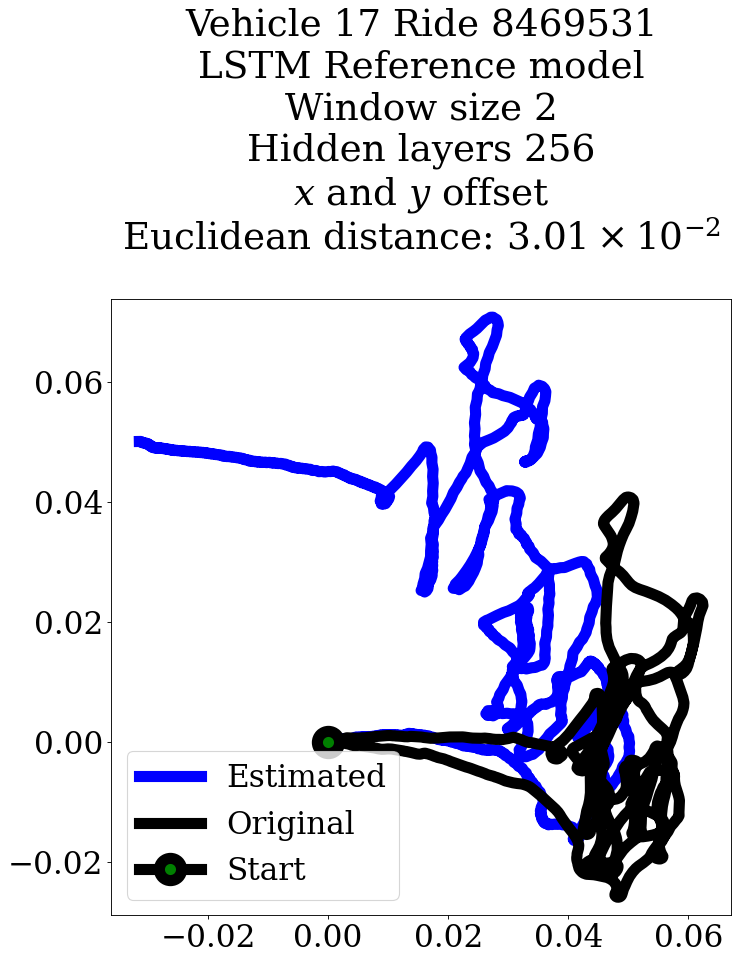 Vehicle 17 Ride 8469531
LSTM Reference model
Window size 2
Hidden layers 256
x and y offset
Euclidean distance: 3.01 × 10⁻²
0.06
0.04
0.02
0.00
−0.02
Estimated
Original
Start
−0.02 0.00 0.02 0.04 0.06